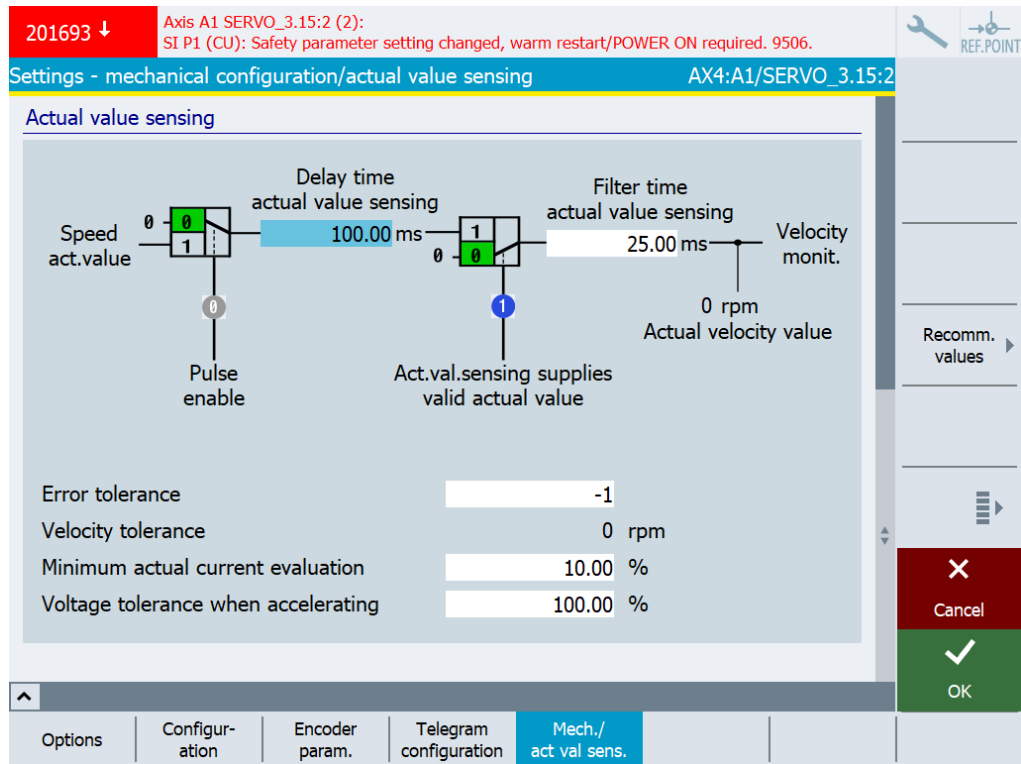 201693 ↓
Axis A1 SERVO_3.15:2 (2):
SI P1 (CU): Safety parameter setting changed, warm restart/POWER ON required. 9506.
REF.POINT
Settings - mechanical configuration/actual value sensing AX4:A1/SERVO_3.15:2
Actual value sensing
Delay time
actual value sensing
Filter time
actual value sensing
Speed
act.value
0
0
1
100.00 ms
1
0
0
25.00 ms
Velocity
monit.
0
1
0 rpm
Actual velocity value
Pulse
enable
Act.val.sensing supplies
valid actual value
Recomm.
values
Error tolerance -1
Velocity tolerance 0 rpm
Minimum actual current evaluation 10.00 %
Voltage tolerance when accelerating 100.00 %
Cancel
OK
Options
Configur-
ation
Encoder
param.
Telegram
configuration
Mech./
act val sens.